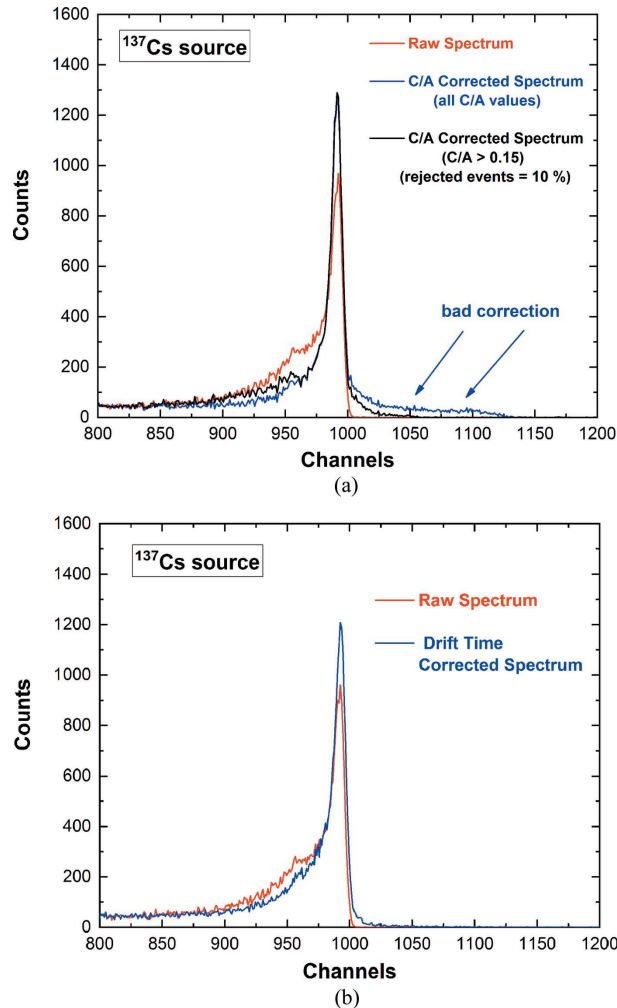 1600
1400
1200
1000
800
600
400
200
0
Counts
¹³⁷Cs source
Raw Spectrum
C/A Corrected Spectrum
(all C/A values)
C/A Corrected Spectrum
(C/A > 0.15)
(rejected events = 10 %)
bad correction
800 850 900 950 1000 1050 1100 1150 1200
Channels
(a)
1600
1400
1200
1000
800
600
400
200
0
Counts
¹³⁷Cs source
Raw Spectrum
Drift Time
Corrected Spectrum
800 850 900 950 1000 1050 1100 1150 1200
Channels
(b)